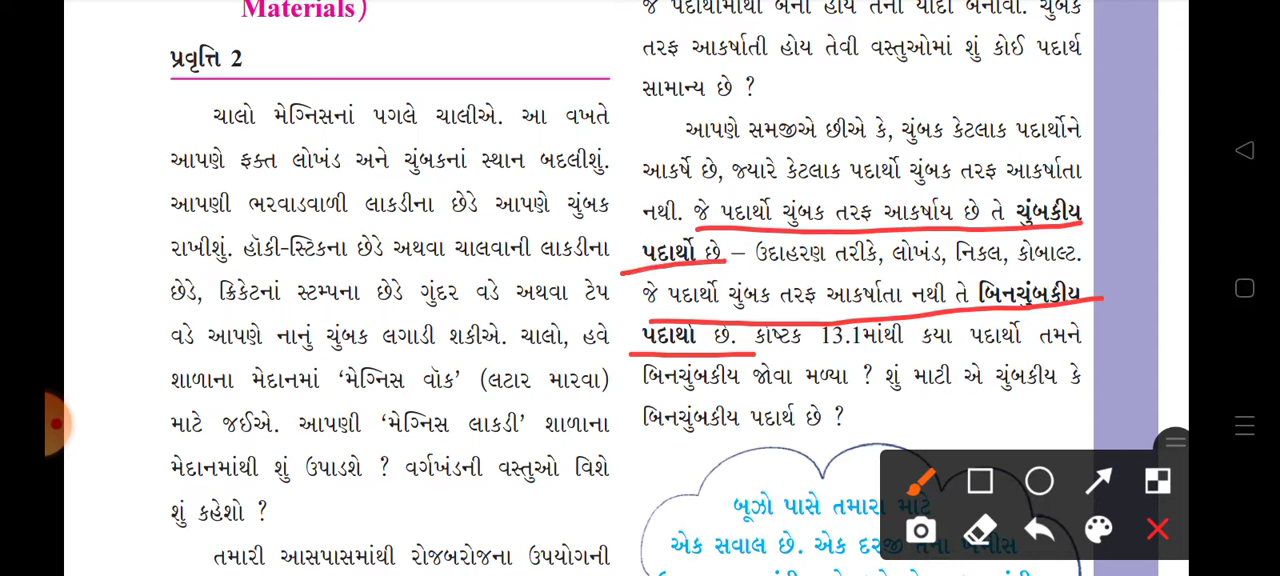 Materials)
પ્રવૃત્તિ 2
ચાલો મેગ્નિસનાં પગલે ચાલીએ. આ વખતે
આપણે ફક્ત લોખંડ અને ચુંબકનાં સ્થાન બદલીશું.
આપણી ભરવાડવાળી લાકડીના છેડે આપણે ચુંબક
રાખીશું. હૉકી-સ્ટિકના છેડે અથવા ચાલવાની લાકડીના
છેડે, ક્રિકેટનાં સ્ટમ્પના છેડે ગુંદર વડે અથવા ટેપ
વડે આપણે નાનું ચુંબક લગાડી શકીએ. ચાલો, હવે
શાળાના મેદાનમાં ‘મેગ્નિસ વૉક’ (લટાર મારવા)
માટે જઈએ. આપણી ‘મેગ્નિસ લાકડી’ શાળાના
મેદાનમાંથી શું ઉપાડશે ? વર્ગખંડની વસ્તુઓ વિશે
શું કહેશો ?
તમારી આસપાસમાંથી રોજબરોજના ઉપયોગની
જે પદાર્થોમાંથી બની હોય તેની યાદી બનાવો. ચુંબક
તરફ આકર્ષાતી હોય તેવી વસ્તુઓમાં શું કોઈ પદાર્થ
સામાન્ય છે ?
આપણે સમજીએ છીએ કે, ચુંબક કેટલાક પદાર્થોને
આકર્ષે છે, જ્યારે કેટલાક પદાર્થો ચુંબક તરફ આકર્ષાતા
નથી. જે પદાર્થો ચુંબક તરફ આકર્ષાય છે તે ચુંબકીય
પદાર્થો છે – ઉદાહરણ તરીકે, લોખંડ, નિકલ, કોબાલ્ટ.
જે પદાર્થો ચુંબક તરફ આકર્ષાતા નથી તે બિનચુંબકીય
પદાર્થો છે. કોષ્ટક 13.1માંથી કયા પદાર્થો તમને
બિનચુંબકીય જોવા મળ્યા ? શું માટી એ ચુંબકીય કે
બિનચુંબકીય પદાર્થ છે ?
બૂઝો પાસે તમારા માટે
એક સવાલ છે. એક દરજી તેના ખમીસ